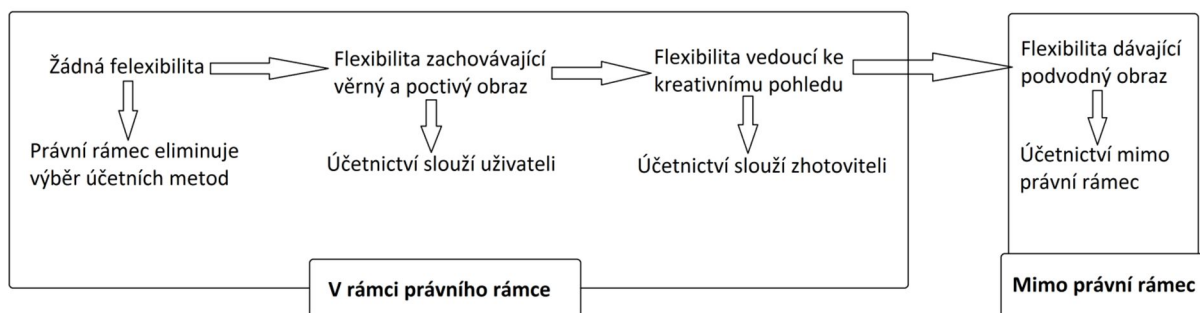 Žádná felexibilita
Právní rámec eliminuje
výběr účetních metod
Flexibilita zachovávající
věrný a poctivý obraz
Účetnictví slouží uživateli
Flexibilita vedoucí ke
kreativnímu pohledu
Účetnictví slouží zhotoviteli
V rámci právního rámce
Flexibilita dávající
podvodný obraz
Účetnictví mimo
právní rámec
Mimo právní rámec